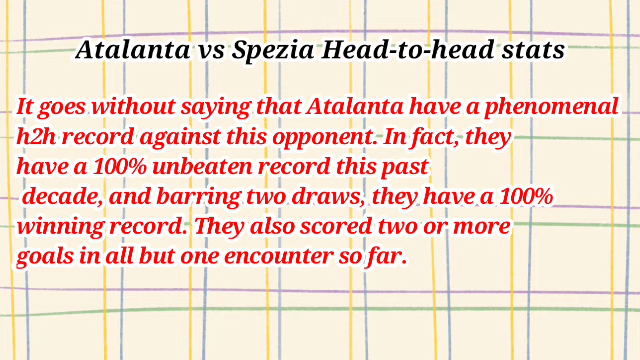 Atalanta vs Spezia Head-to-head stats
It goes without saying that Atalanta have a phenomenal
h2h record against this opponent. In fact, they
have a 100% unbeaten record this past
decade, and barring two draws, they have a 100%
winning record. They also scored two or more
goals in all but one encounter so far.